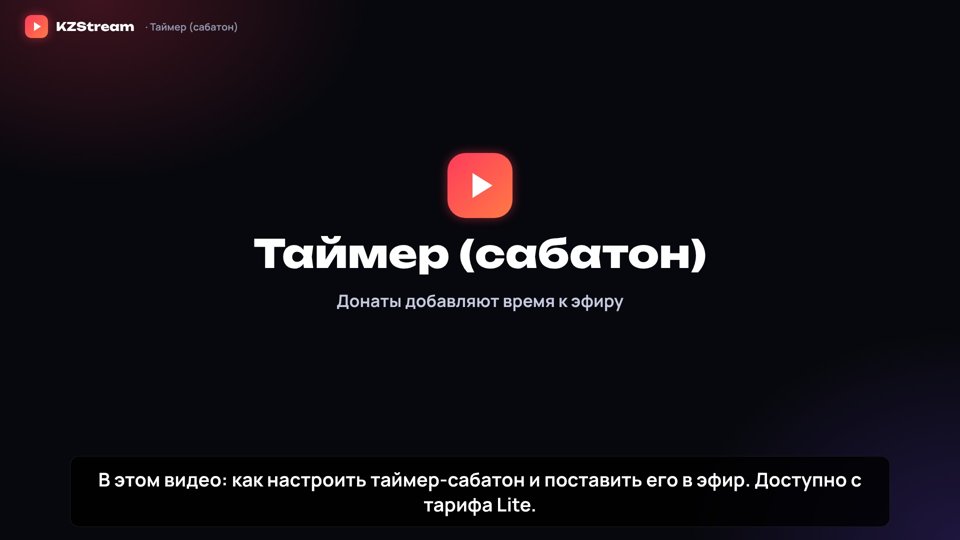 KZStream · Таймер (сабатон)
Таймер (сабатон)
Донаты добавляют время к эфиру
В этом видео: как настроить таймер-сабатон и поставить его в эфир. Доступно с
тарифа Lite.